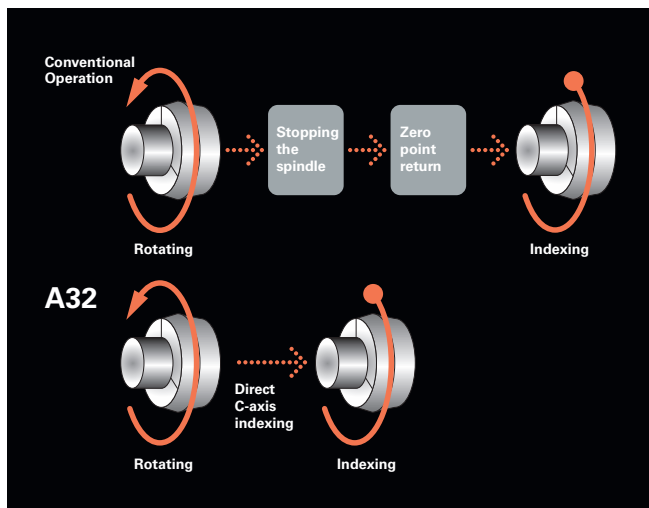 Conventional
Operation
Stopping
the
spindle
Zero
point
return
Rotating
Indexing
A32
Direct
C-axis
indexing
Rotating
Indexing